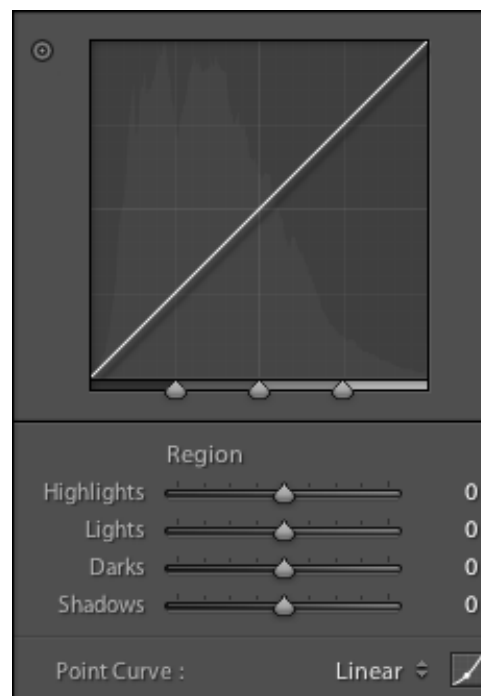 Region
Highlights 0
Lights 0
Darks 0
Shadows 0
Point Curve : Linear